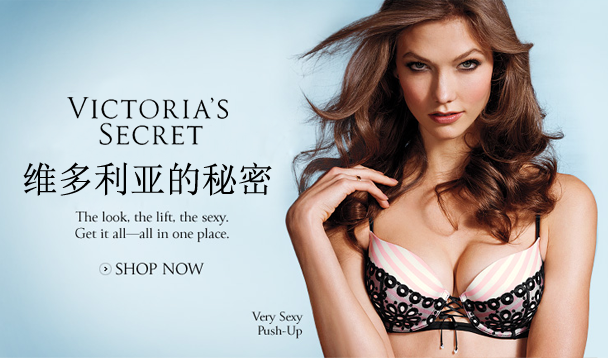 VICTORIA'S
SECRET
维多利亚的秘密
The look, the lift, the sexy.
Get it all—all in one place.
SHOP NOW
Very Sexy
Push-Up